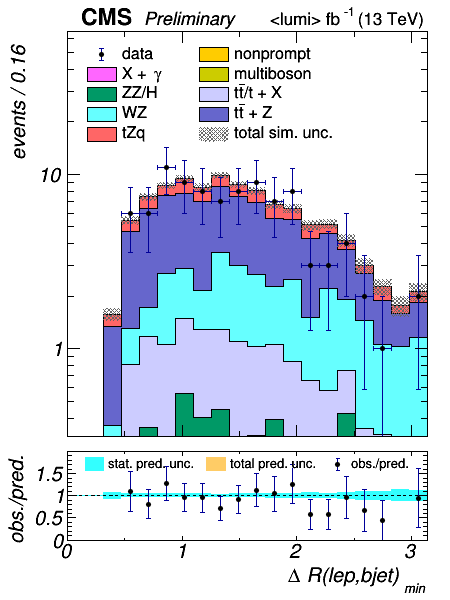 CMS Preliminary <lumi> fb⁻¹ (13 TeV)
events / 0.16
data
X + γ
ZZ/H
WZ
tZq
nonprompt
multiboson
tt̄/t + X
tt̄ + Z
total sim. unc.
10
1
obs./pred.
stat. pred. unc. total pred. unc. obs./pred.
1.5
1
0.5
0
0 1 2 3
Δ R(lep,bjet)min